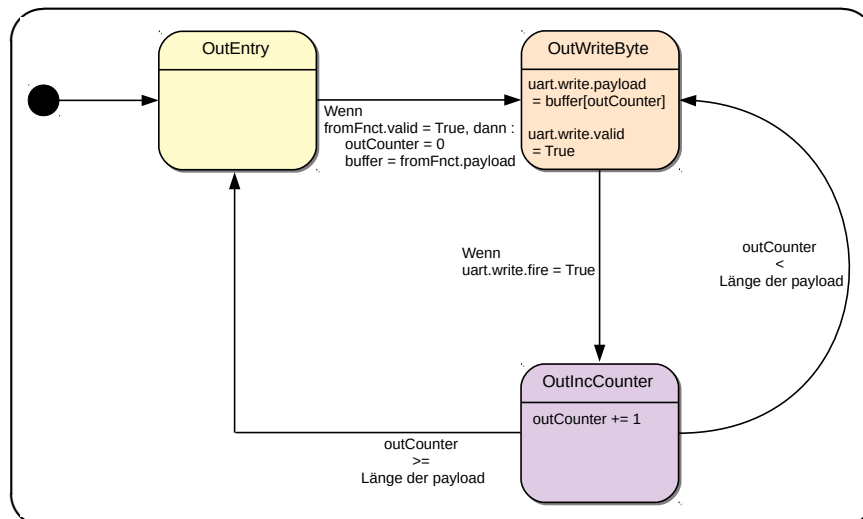 OutEntry
OutWriteByte
uart.write.payload
= buffer[outCounter]
uart.write.valid
= True
Wenn
fromFnct.valid = True, dann :
outCounter = 0
buffer = fromFnct.payload
Wenn
uart.write.fire = True
outCounter
<
Länge der payload
OutIncCounter
outCounter += 1
outCounter
>=
Länge der payload